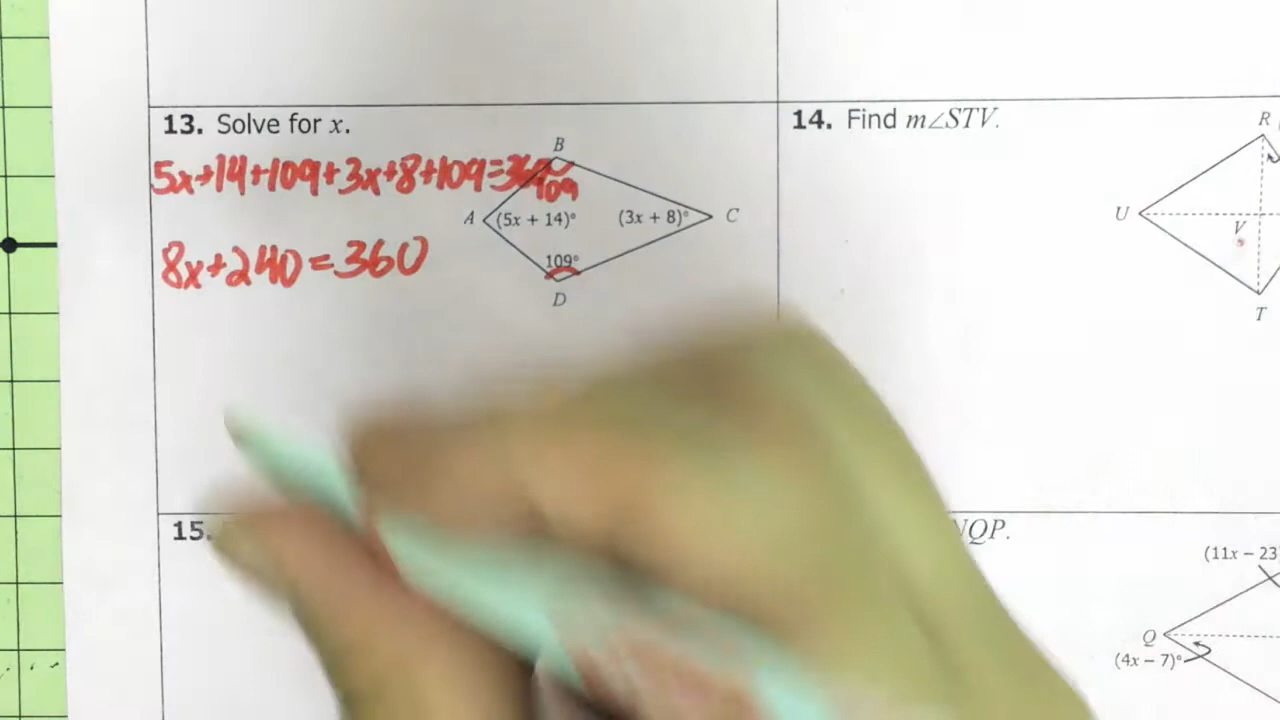 13. Solve for x.
5x+14+109+3x+8+109=360
B
109
A (5x + 14)° (3x + 8)° C
8x+240=360
109°
D
14. Find m∠STV.
R
U
V
T
15.
NQP.
(11x – 23
Q
(4x – 7)°